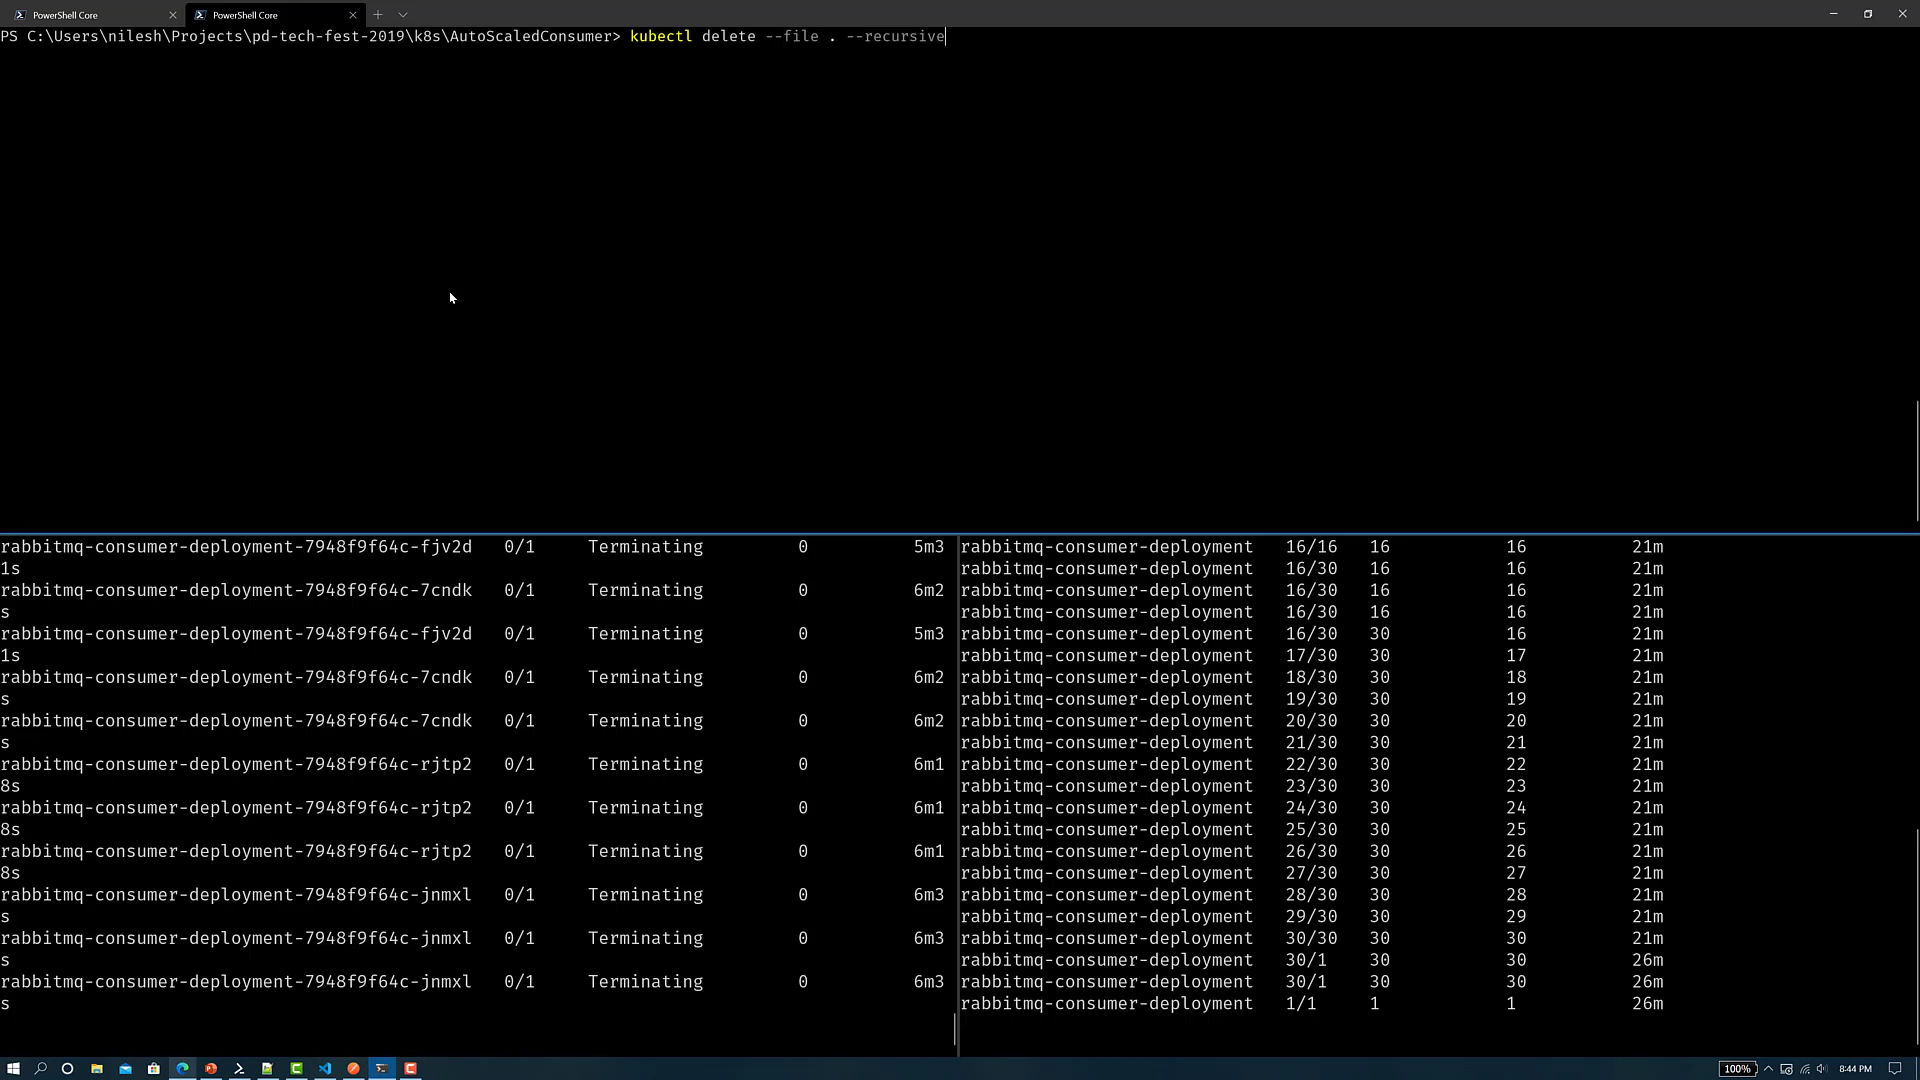 PowerShell Core
PowerShell Core
PS C:\Users\nilesh\Projects\pd-tech-fest-2019\k8s\AutoScaledConsumer> kubectl delete --file . --recursive
rabbitmq-consumer-deployment-7948f9f64c-fjv2d 0/1 Terminating 0 5m3
1s
rabbitmq-consumer-deployment-7948f9f64c-7cndk 0/1 Terminating 0 6m2
s
rabbitmq-consumer-deployment-7948f9f64c-fjv2d 0/1 Terminating 0 5m3
1s
rabbitmq-consumer-deployment-7948f9f64c-7cndk 0/1 Terminating 0 6m2
s
rabbitmq-consumer-deployment-7948f9f64c-7cndk 0/1 Terminating 0 6m2
s
rabbitmq-consumer-deployment-7948f9f64c-rjtp2 0/1 Terminating 0 6m1
8s
rabbitmq-consumer-deployment-7948f9f64c-rjtp2 0/1 Terminating 0 6m1
8s
rabbitmq-consumer-deployment-7948f9f64c-rjtp2 0/1 Terminating 0 6m1
8s
rabbitmq-consumer-deployment-7948f9f64c-jnmxl 0/1 Terminating 0 6m3
s
rabbitmq-consumer-deployment-7948f9f64c-jnmxl 0/1 Terminating 0 6m3
s
rabbitmq-consumer-deployment-7948f9f64c-jnmxl 0/1 Terminating 0 6m3
s
rabbitmq-consumer-deployment 16/16 16 16 21m
rabbitmq-consumer-deployment 16/30 16 16 21m
rabbitmq-consumer-deployment 16/30 16 16 21m
rabbitmq-consumer-deployment 16/30 16 16 21m
rabbitmq-consumer-deployment 16/30 30 16 21m
rabbitmq-consumer-deployment 17/30 30 17 21m
rabbitmq-consumer-deployment 18/30 30 18 21m
rabbitmq-consumer-deployment 19/30 30 19 21m
rabbitmq-consumer-deployment 20/30 30 20 21m
rabbitmq-consumer-deployment 21/30 30 21 21m
rabbitmq-consumer-deployment 22/30 30 22 21m
rabbitmq-consumer-deployment 23/30 30 23 21m
rabbitmq-consumer-deployment 24/30 30 24 21m
rabbitmq-consumer-deployment 25/30 30 25 21m
rabbitmq-consumer-deployment 26/30 30 26 21m
rabbitmq-consumer-deployment 27/30 30 27 21m
rabbitmq-consumer-deployment 28/30 30 28 21m
rabbitmq-consumer-deployment 29/30 30 29 21m
rabbitmq-consumer-deployment 30/30 30 30 21m
rabbitmq-consumer-deployment 30/1 30 30 26m
rabbitmq-consumer-deployment 30/1 30 30 26m
rabbitmq-consumer-deployment 1/1 1 1 26m
100%
8:44 PM